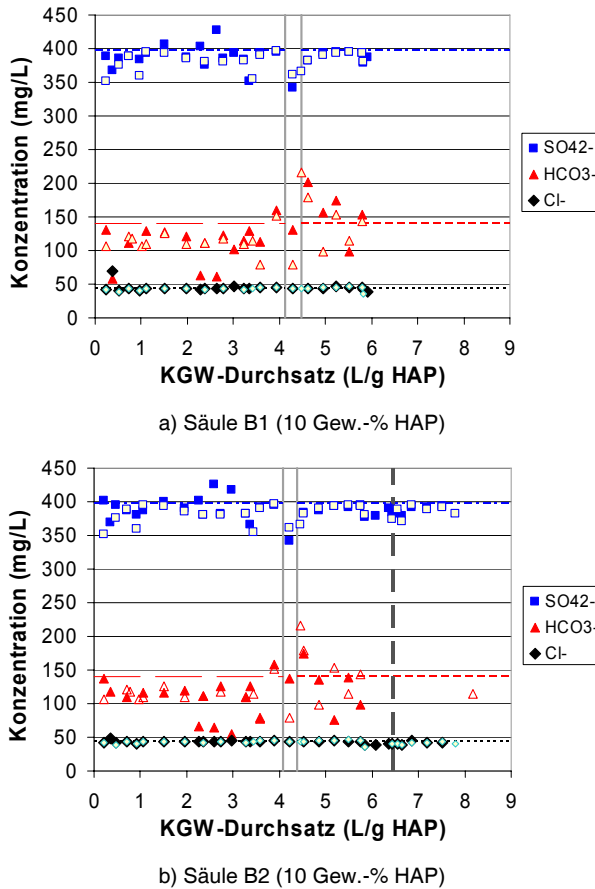 450
400
350
300
250
200
150
100
50
0
Konzentration (mg/L)
0 1 2 3 4 5 6 7 8 9
KGW-Durchsatz (L/g HAP)
SO42-
HCO3-
Cl-
a) Säule B1 (10 Gew.-% HAP)
450
400
350
300
250
200
150
100
50
0
Konzentration (mg/L)
0 1 2 3 4 5 6 7 8 9
KGW-Durchsatz (L/g HAP)
SO42-
HCO3-
Cl-
b) Säule B2 (10 Gew.-% HAP)